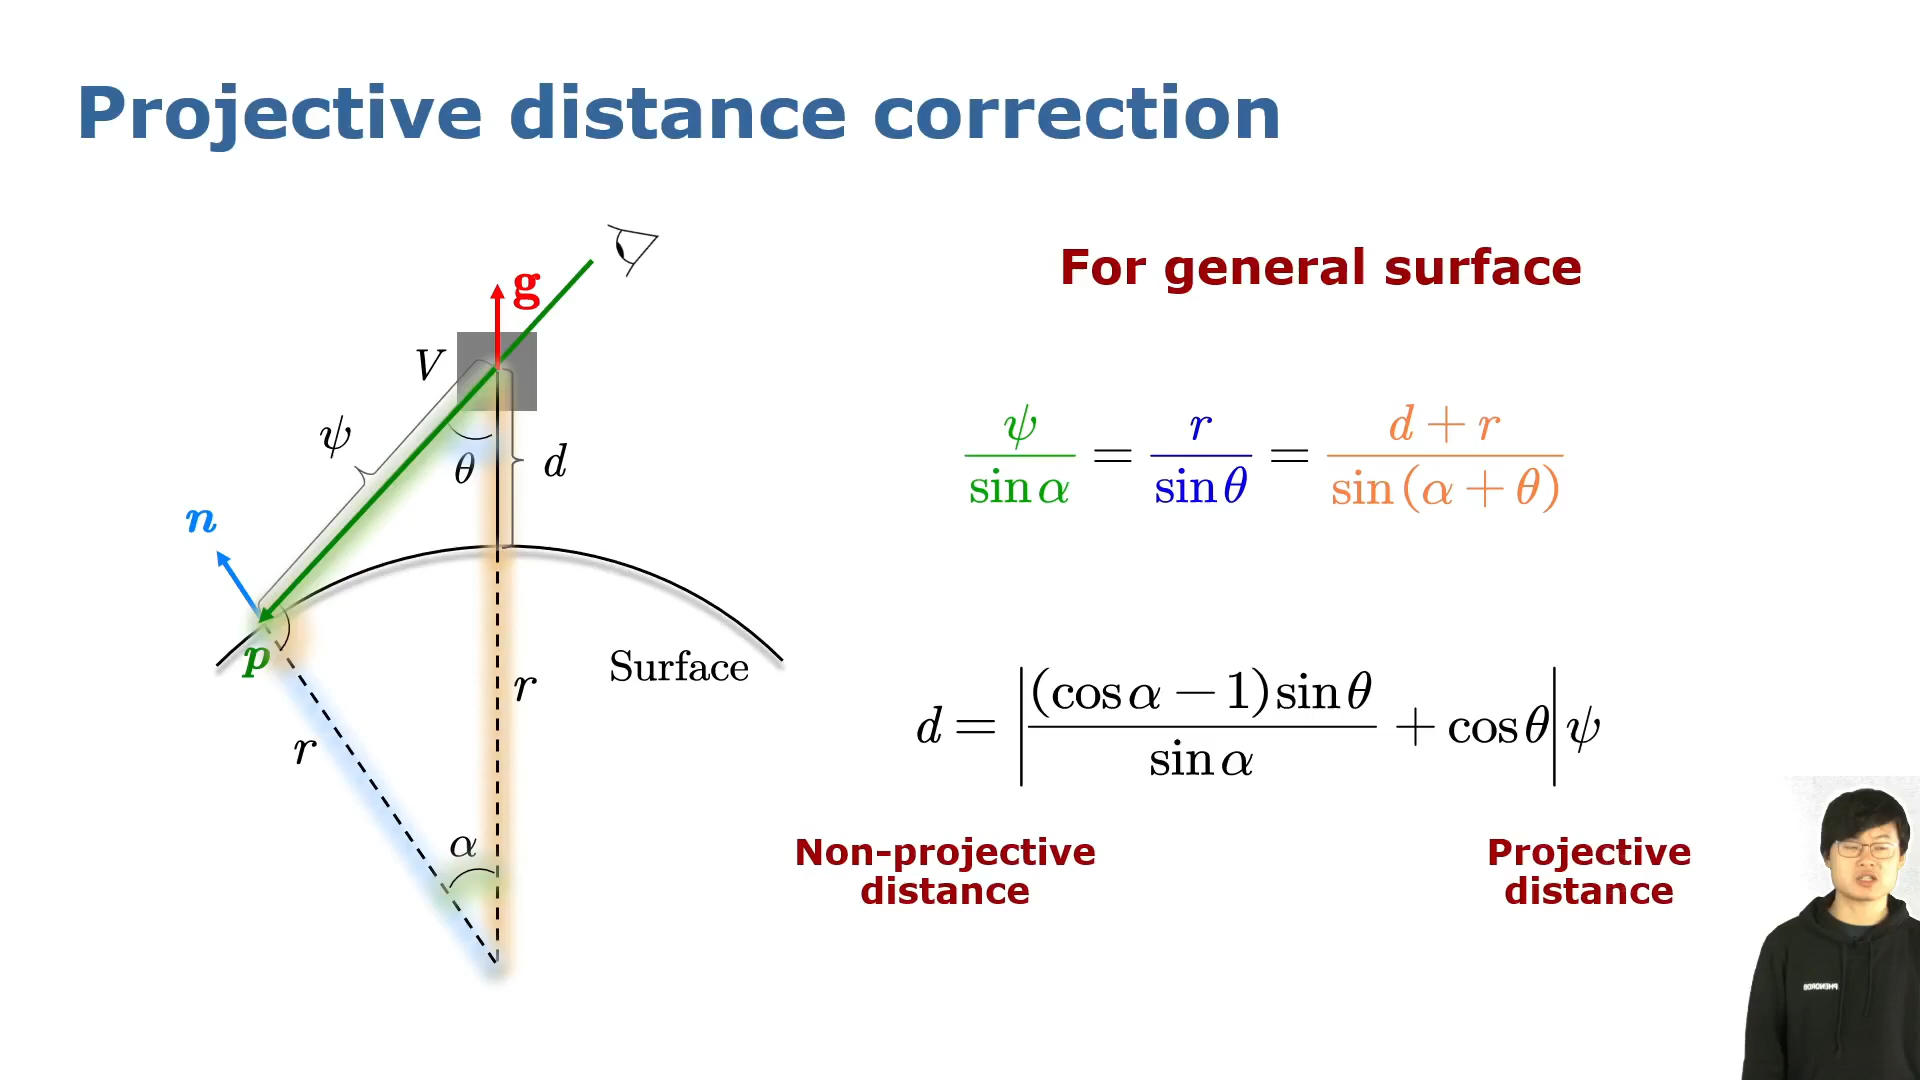 Projective distance correction
g
V
ψ
θ
d
n
p
Surface
r
r
α
For general surface
ψ / sin α = r / sin θ = d + r / sin(α + θ)
d = |(cos α − 1) sin θ / sin α + cos θ| ψ
Non-projective
distance
Projective
distance